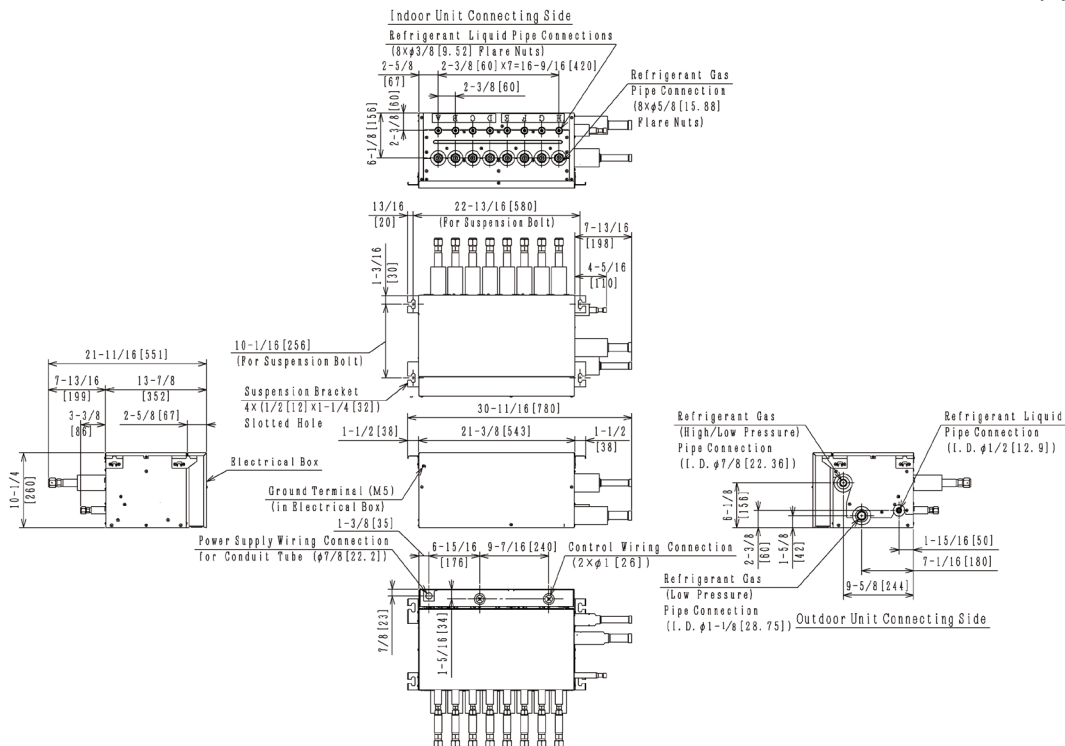 Indoor Unit Connecting Side
Refrigerant Liquid Pipe Connections
(8×φ3/8 [9.52] Flare Nuts)
2-5/8
[67]
2-3/8 [60] ×7=16-9/16 [420]
2-3/8 [60]
Refrigerant Gas
Pipe Connection
(8×φ5/8 [15.88]
Flare Nuts)
6-1/8 [156]
2-3/8 [60]
A B C D E F G H
13/16
[20]
22-13/16 [580]
(For Suspension Bolt)
7-13/16
[198]
1-3/16
[30]
4-5/16
[110]
10-1/16 [256]
(For Suspension Bolt)
Suspension Bracket
4× (1/2 [12] ×1-1/4 [32])
Slotted Hole
21-11/16 [551]
7-13/16
[199]
13-7/8
[352]
3-3/8
[86]
2-5/8 [67]
10-1/4
[260]
Electrical Box
30-11/16 [780]
1-1/2 [38]
21-3/8 [543]
1-1/2
[38]
Ground Terminal (M5)
(in Electrical Box)
Refrigerant Gas
(High/Low Pressure)
Pipe Connection
(I.D. φ7/8 [22.36])
Refrigerant Liquid
Pipe Connection
(I.D. φ1/2 [12.9])
6-1/8
[156]
2-3/8
[60]
1-5/8
[42]
1-15/16 [50]
7-1/16 [180]
9-5/8 [244]
Refrigerant Gas
(Low Pressure)
Pipe Connection
(I.D. φ1-1/8 [28.75])
Outdoor Unit Connecting Side
1-3/8 [35]
Power Supply Wiring Connection
for Conduit Tube (φ7/8 [22.2])
6-15/16
[176]
9-7/16 [240]
Control Wiring Connection
(2×φ1 [26])
7/8 [23]
1-5/16 [34]